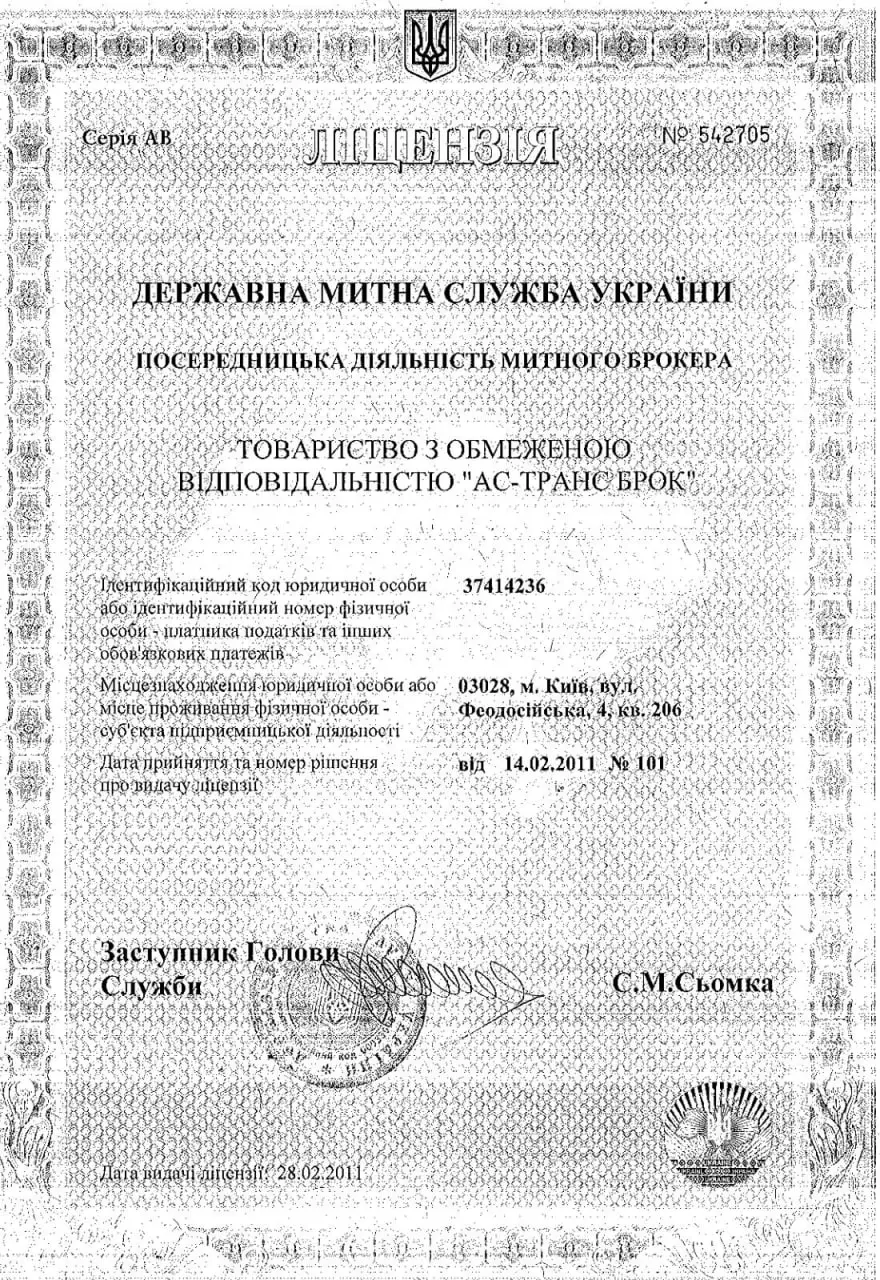 Серія АВ
ЛІЦЕНЗІЯ
№ 542705
ДЕРЖАВНА МИТНА СЛУЖБА УКРАЇНИ
ПОСЕРЕДНИЦЬКА ДІЯЛЬНІСТЬ МИТНОГО БРОКЕРА
ТОВАРИСТВО З ОБМЕЖЕНОЮ
ВІДПОВІДАЛЬНІСТЮ "АС-ТРАНС БРОК"
Ідентифікаційний код юридичної особи
або ідентифікаційний номер фізичної
особи - платника податків та інших
обов'язкових платежів
37414236
Місцезнаходження юридичної особи або
місце проживання фізичної особи -
суб'єкта підприємницької діяльності
03028, м. Київ, вул.
Феодосійська, 4, кв. 206
Дата прийняття та номер рішення
про видачу ліцензії
від 14.02.2011 № 101
Заступник Голови
Служби
С.М.Сьомка
Дата видачі ліцензії: 28.02.2011